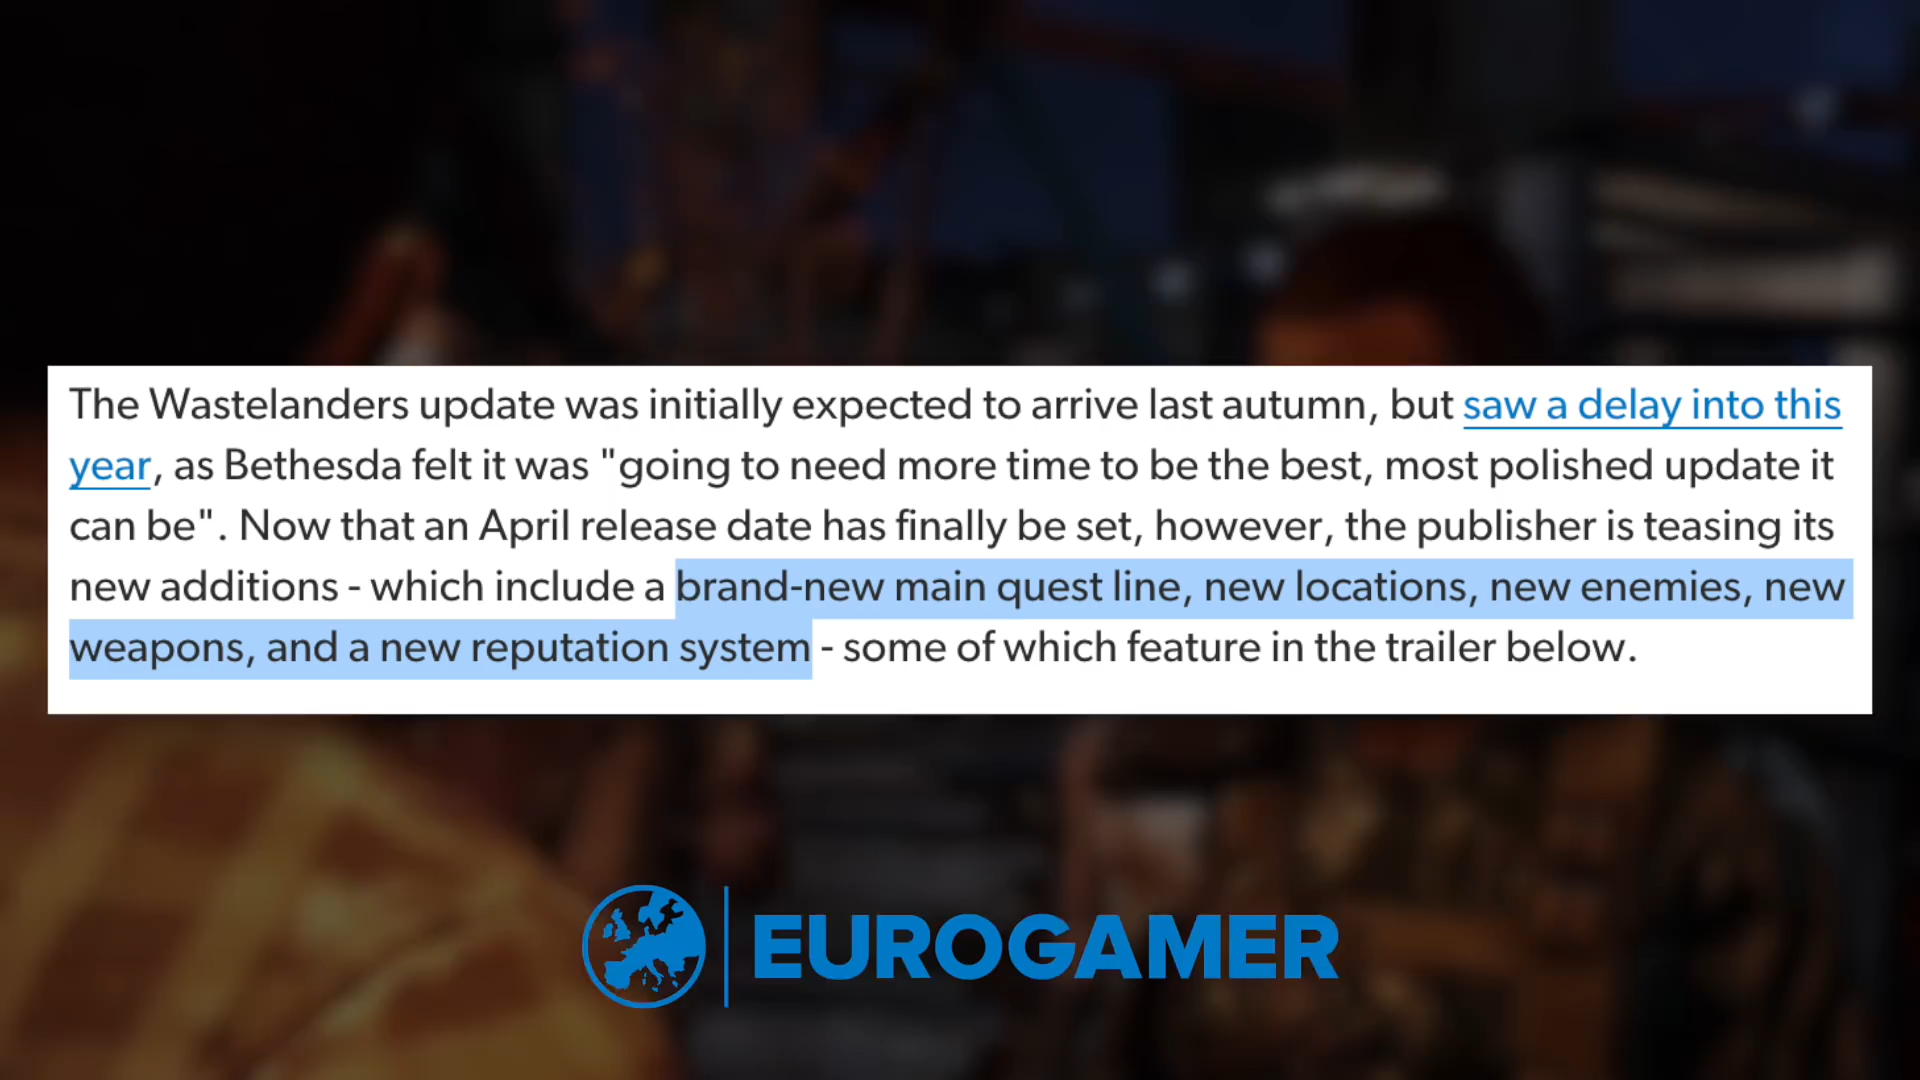 The Wastelanders update was initially expected to arrive last autumn, but saw a delay into this
year, as Bethesda felt it was "going to need more time to be the best, most polished update it
can be". Now that an April release date has finally be set, however, the publisher is teasing its
new additions - which include a brand-new main quest line, new locations, new enemies, new
weapons, and a new reputation system - some of which feature in the trailer below.
EUROGAMER